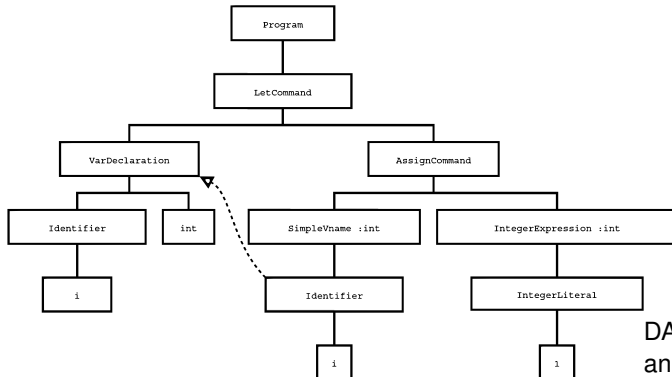 Program
LetCommand
VarDeclaration
AssignCommand
Identifier
int
SimpleVname :int
IntegerExpression :int
i
Identifier
IntegerLiteral
DA
an
i
1